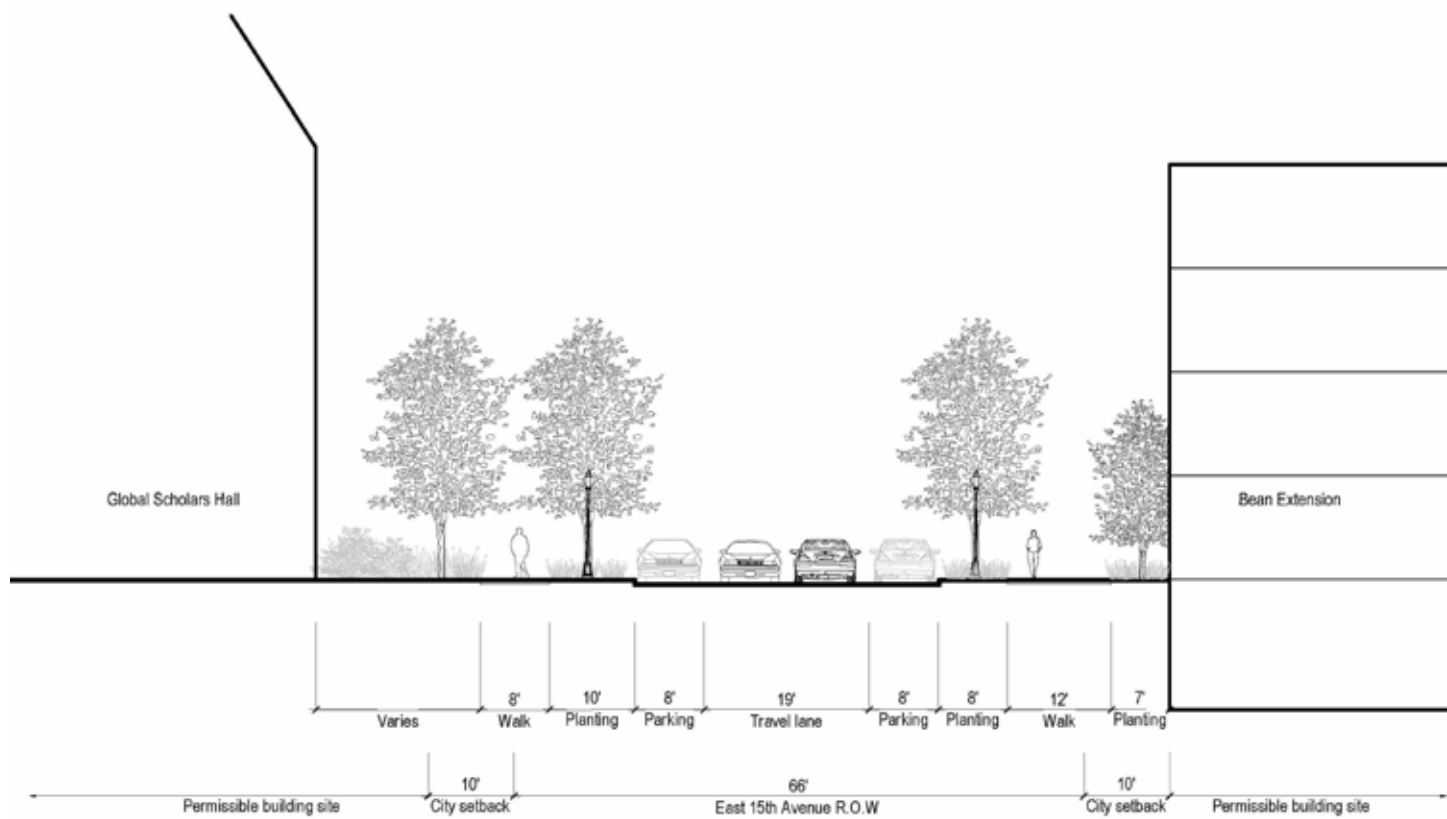 Global Scholars Hall
Bean Extension
8' 10' 8' 19' 8' 8' 12' 7'
Varies Walk Planting Parking Travel lane Parking Planting Walk Planting
10' 66' 10'
Permissible building site City setback East 15th Avenue R.O.W City setback Permissible building site